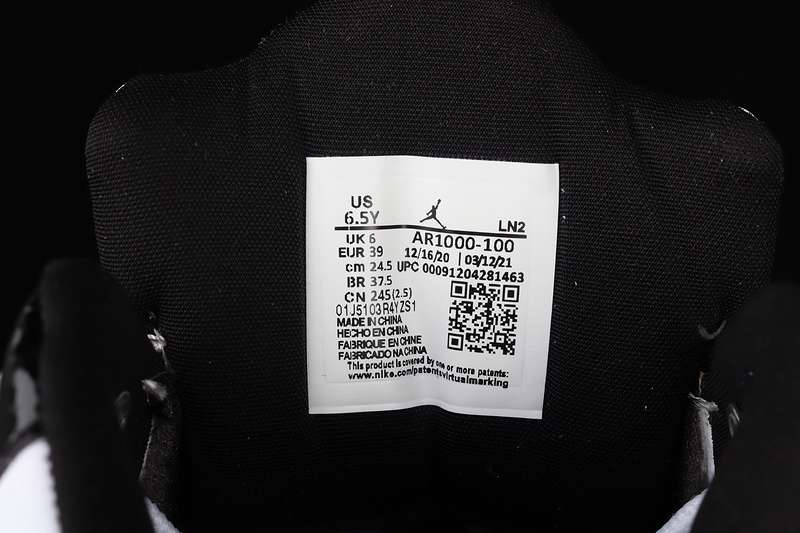 US
6.5Y
LN2
UK 6 AR1000-100
EUR 39 12/16/20 | 03/12/21
cm 24.5 UPC 00091204281463
BR 37.5
CN 245(2.5)
01J5103R4YZS1
MADE IN CHINA
HECHO EN CHINA
FABRIQUE EN CHINE
FABRICADO NA CHINA
This product is covered by one or more patents:
www.nike.com/patentsvirtualmarking